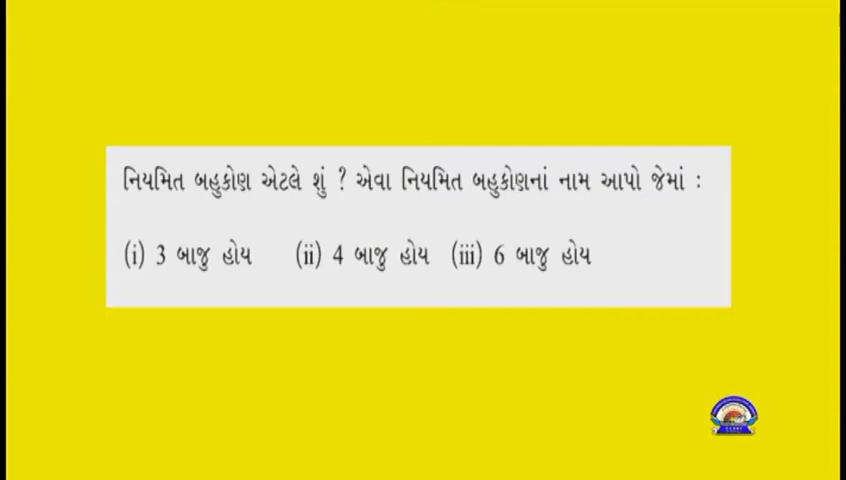 નિયમિત બહુકોણ એટલે શું ? એવા નિયમિત બહુકોણનાં નામ આપો જેમાં :
(i) 3 બાજુ હોય (ii) 4 બાજુ હોય (iii) 6 બાજુ હોય